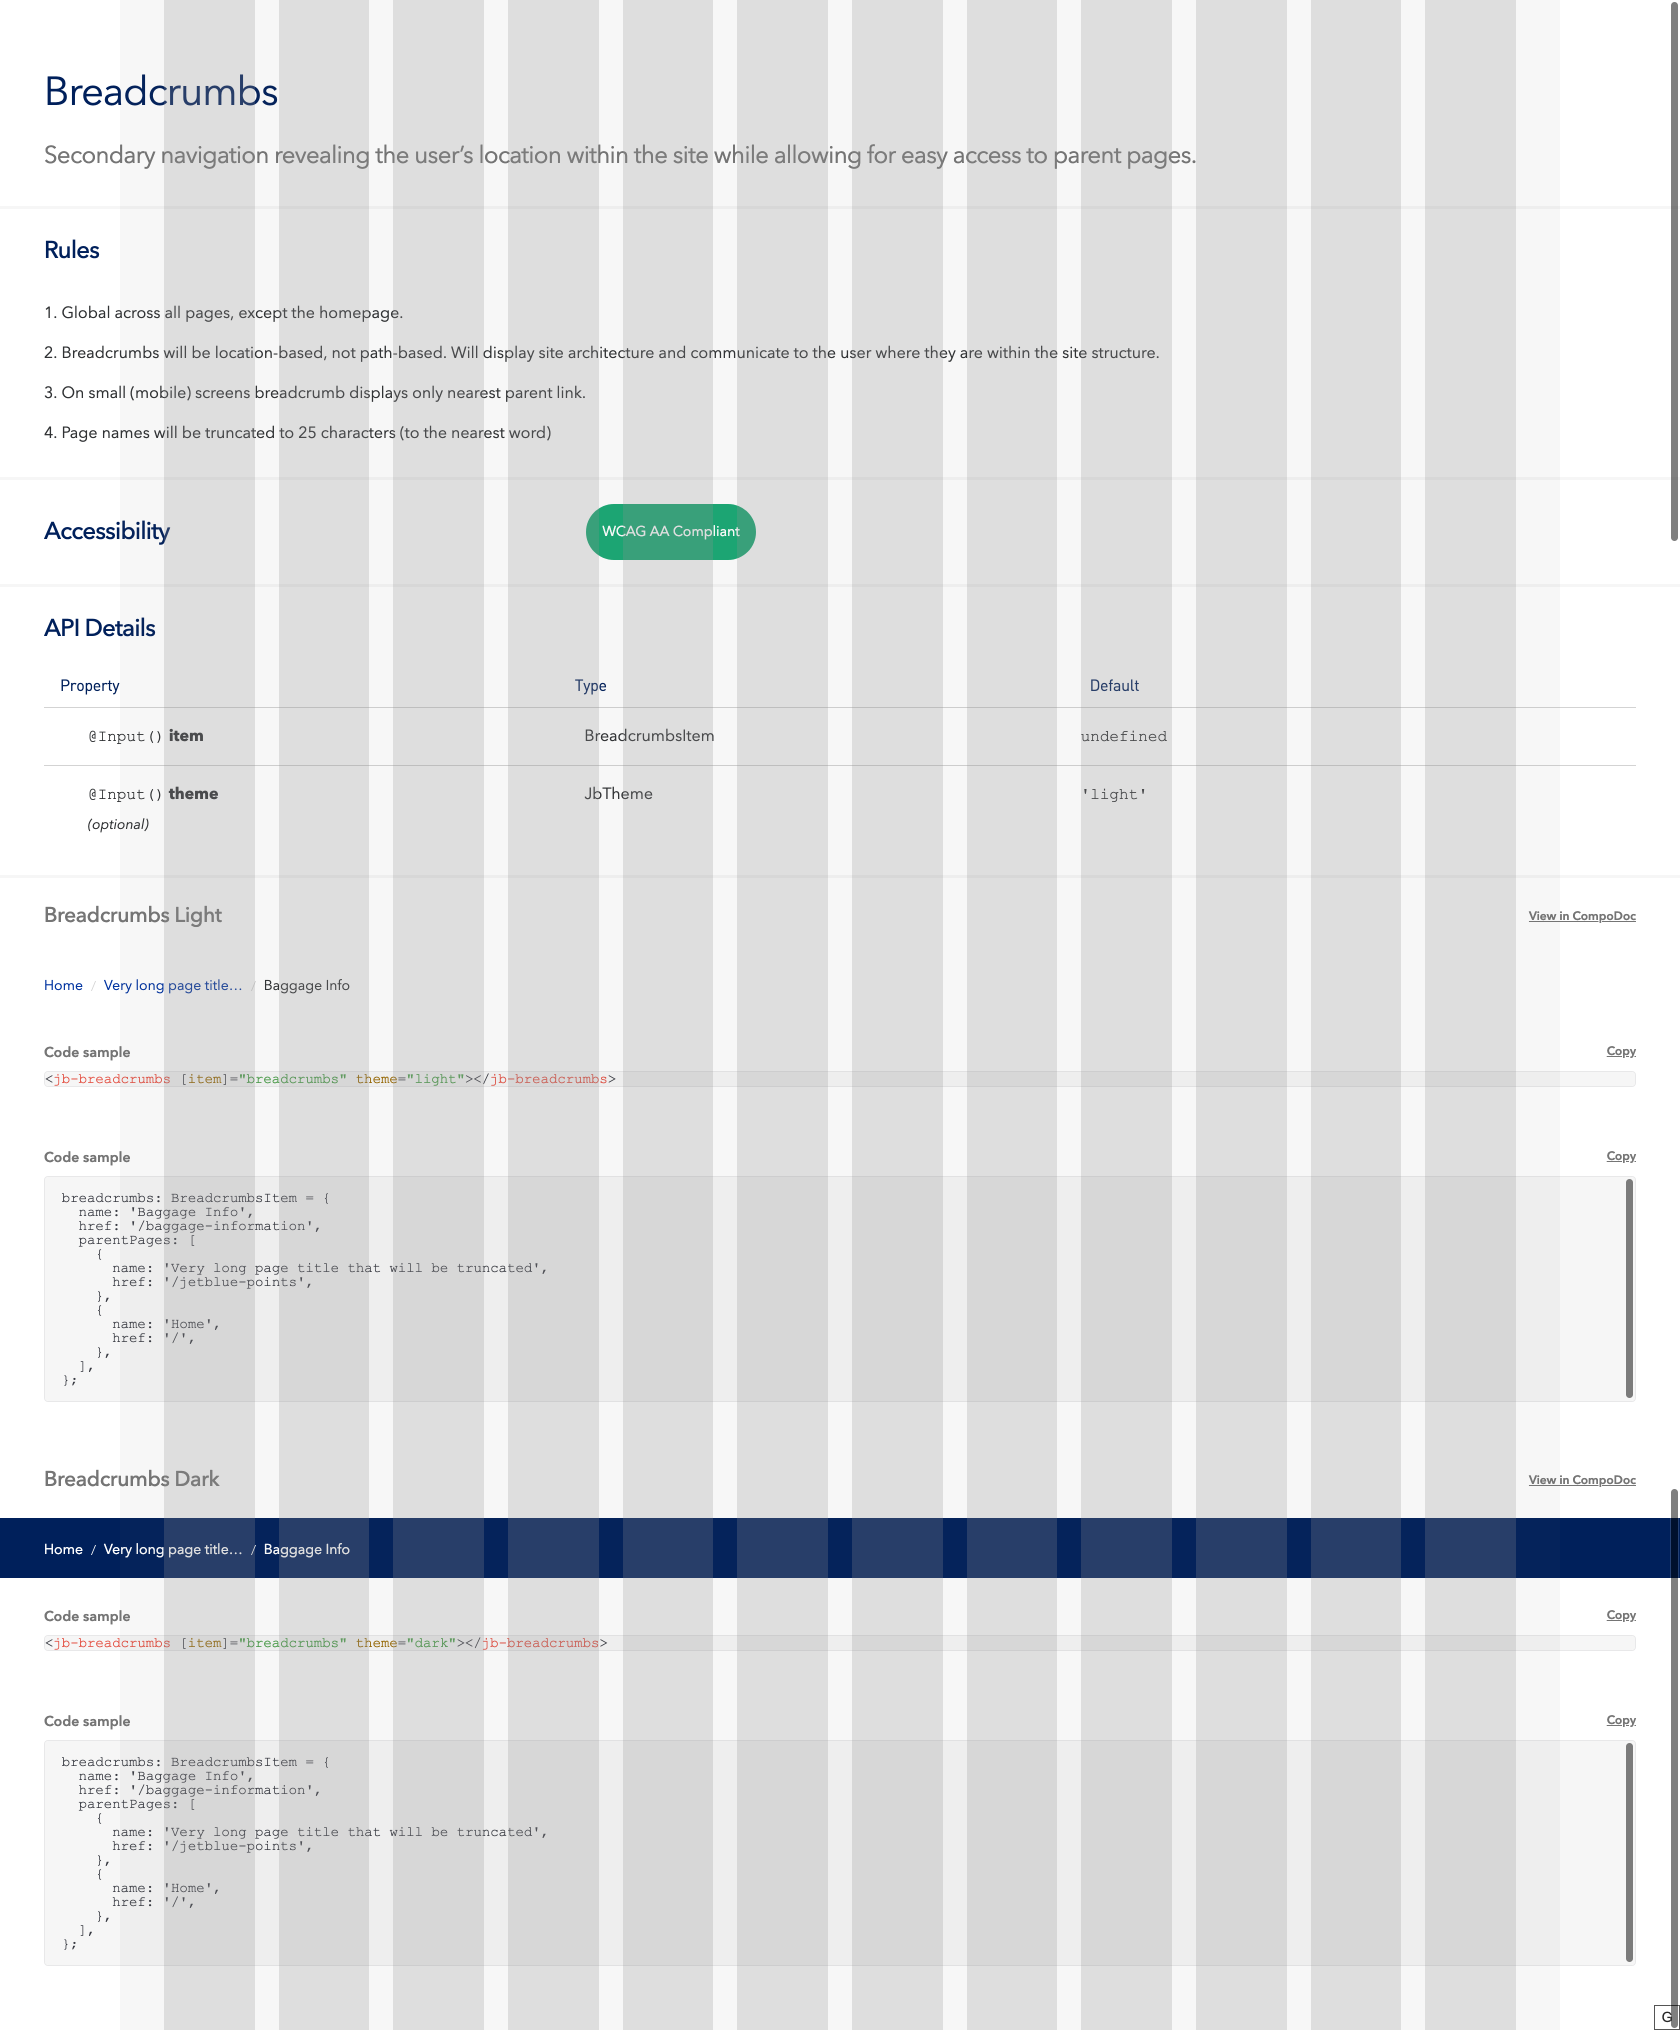 Breadcrumbs
Secondary navigation revealing the user’s location within the site while allowing for easy access to parent pages.
Rules
1. Global across all pages, except the homepage.
2. Breadcrumbs will be location-based, not path-based. Will display site architecture and communicate to the user where they are within the site structure.
3. On small (mobile) screens breadcrumb displays only nearest parent link.
4. Page names will be truncated to 25 characters (to the nearest word)
Accessibility WCAG AA Compliant
API Details
Property Type Default
@Input() item BreadcrumbsItem undefined
@Input() theme JbTheme 'light'
(optional)
Breadcrumbs Light View in CompoDoc
Home / Very long page title... / Baggage Info
Code sample Copy
<jb-breadcrumbs [item]="breadcrumbs" theme="light"></jb-breadcrumbs>
Code sample Copy
breadcrumbs: BreadcrumbsItem = {
name: 'Baggage Info',
href: '/baggage-information',
parentPages: [
{
name: 'Very long page title that will be truncated',
href: '/jetblue-points',
},
{
name: 'Home',
href: '/',
},
],
};
Breadcrumbs Dark View in CompoDoc
Home / Very long page title... / Baggage Info
Code sample Copy
<jb-breadcrumbs [item]="breadcrumbs" theme="dark"></jb-breadcrumbs>
Code sample Copy
breadcrumbs: BreadcrumbsItem = {
name: 'Baggage Info',
href: '/baggage-information',
parentPages: [
{
name: 'Very long page title that will be truncated',
href: '/jetblue-points',
},
{
name: 'Home',
href: '/',
},
],
};
G